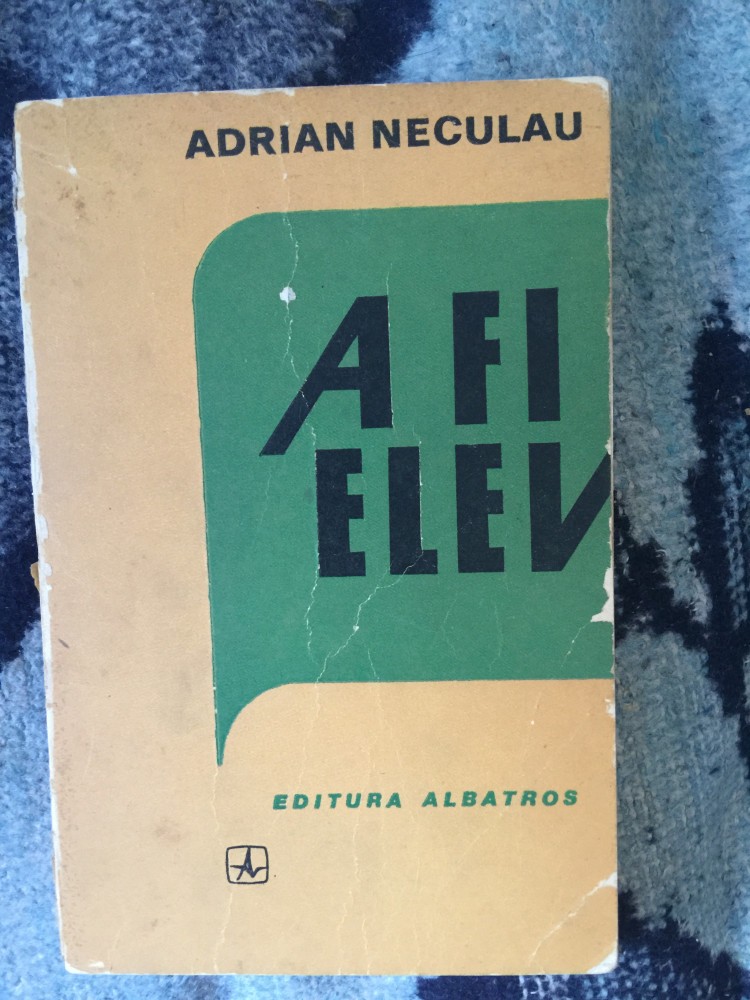 ADRIAN NECULAU
A FI
ELEV
EDITURA ALBATROS